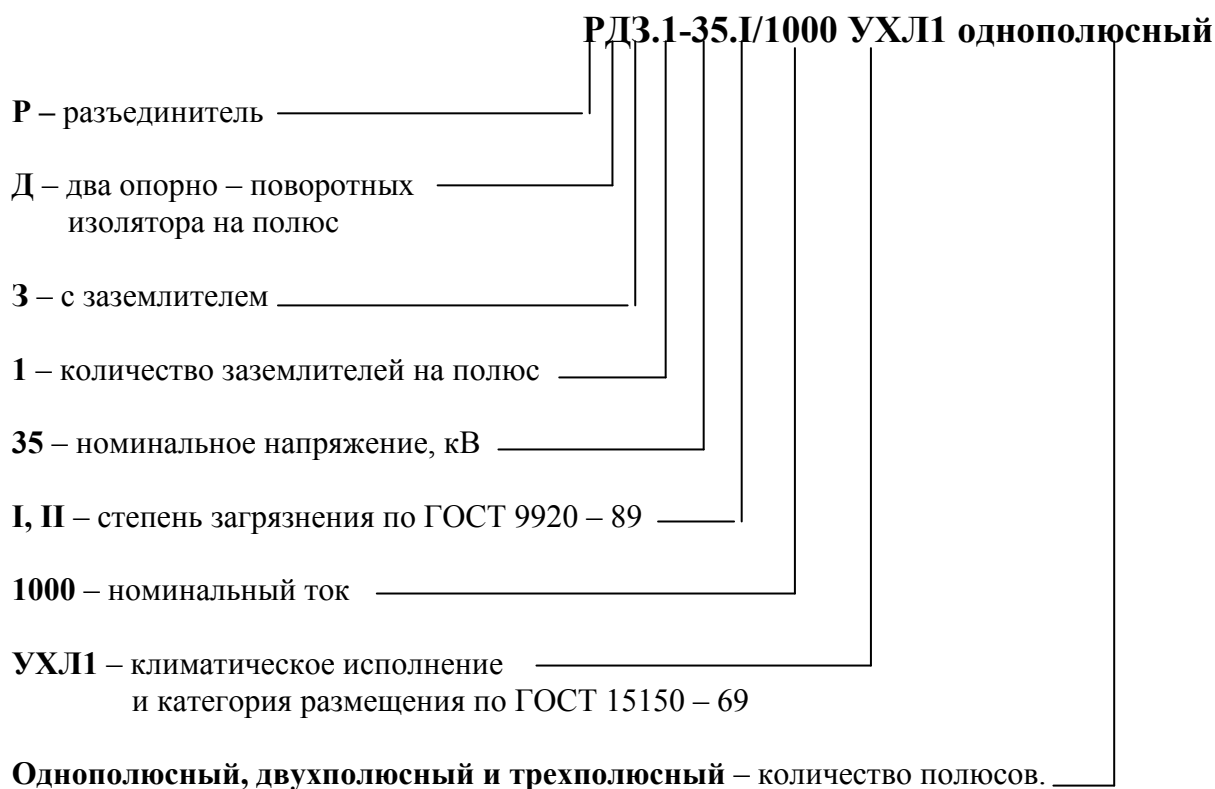 РДЗ.1-35.I/1000 УХЛ1 однополюсный
Р – разъединитель
Д – два опорно – поворотных
изолятора на полюс
З – с заземлителем
1 – количество заземлителей на полюс
35 – номинальное напряжение, кВ
I, II – степень загрязнения по ГОСТ 9920 – 89
1000 – номинальный ток
УХЛ1 – климатическое исполнение
и категория размещения по ГОСТ 15150 – 69
Однополюсный, двухполюсный и трехполюсный – количество полюсов.